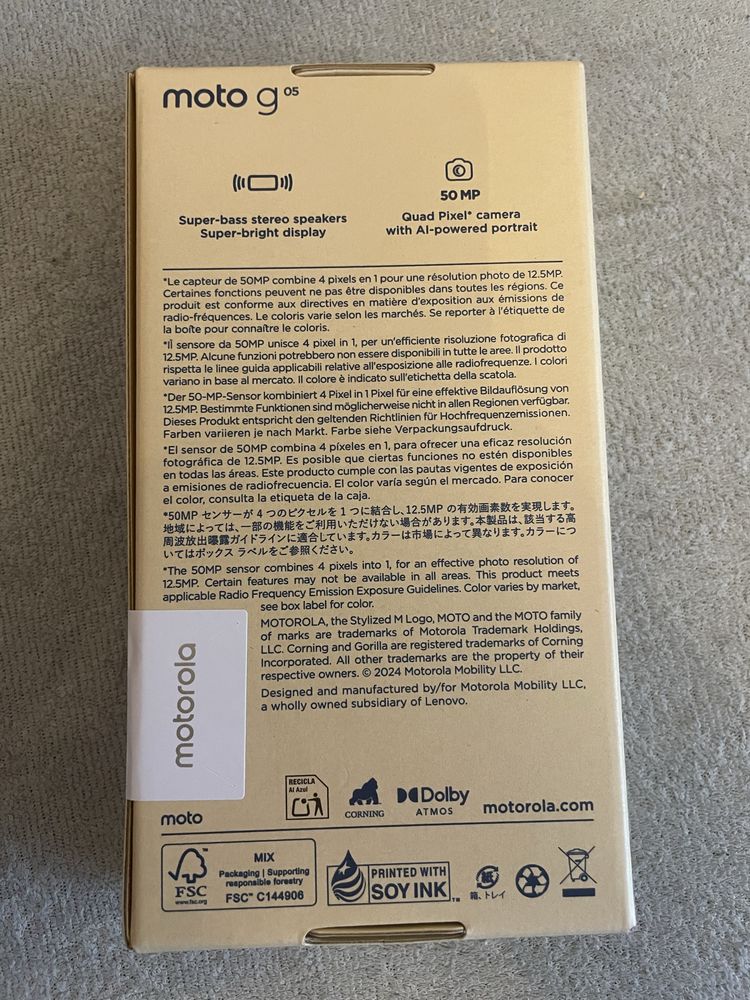 moto g 05
50 MP
Super-bass stereo speakers
Super-bright display
Quad Pixel* camera
with AI-powered portrait
*Le capteur de 50MP combine 4 pixels en 1 pour une résolution photo de 12.5MP.
Certaines fonctions peuvent ne pas être disponibles dans toutes les régions. Ce
produit est conforme aux directives en matière d'exposition aux émissions de
radio-fréquences. Le coloris varie selon les marchés. Se reporter à l'étiquette de
la boîte pour connaître le coloris.
*Il sensore da 50MP unisce 4 pixel in 1, per un'efficiente risoluzione fotografica di
12.5MP. Alcune funzioni potrebbero non essere disponibili in tutte le aree. Il prodotto
rispetta le linee guida applicabili relative all'esposizione alle radiofrequenze. I colori
variano in base al mercato. Il colore è indicato sull'etichetta della scatola.
*Der 50-MP-Sensor kombiniert 4 Pixel in 1 Pixel für eine effektive Bildauflösung von
12.5MP. Bestimmte Funktionen sind möglicherweise nicht in allen Regionen verfügbar.
Dieses Produkt entspricht den geltenden Richtlinien für Hochfrequenzemissionen.
Farben variieren je nach Markt. Farbe siehe Verpackungsaufdruck.
*El sensor de 50MP combina 4 píxeles en 1, para ofrecer una eficaz resolución
fotográfica de 12.5MP. Es posible que ciertas funciones no estén disponibles
en todas las áreas. Este producto cumple con las pautas vigentes de exposición
a emisiones de radiofrecuencia. El color varía según el mercado. Para conocer
el color, consulta la etiqueta de la caja.
*50MP センサーが 4 つのピクセルを 1 つに結合し、12.5MP の有効画素数を実現します。
地域によっては、一部の機能をご利用いただけない場合があります。本製品は、該当する高
周波放出曝露ガイドラインに適合しています。カラーは市場によって異なります。カラーにつ
いてはボックス ラベルをご参照ください。
*The 50MP sensor combines 4 pixels into 1, for an effective photo resolution of
12.5MP. Certain features may not be available in all areas. This product meets
applicable Radio Frequency Emission Exposure Guidelines. Color varies by market,
see box label for color.
MOTOROLA, the Stylized M Logo, MOTO and the MOTO family
of marks are trademarks of Motorola Trademark Holdings,
LLC. Corning and Gorilla are registered trademarks of Corning
Incorporated. All other trademarks are the property of their
respective owners. © 2024 Motorola Mobility LLC.
Designed and manufactured by/for Motorola Mobility LLC,
a wholly owned subsidiary of Lenovo.
motorola
RECICLA
Al Azul
CORNING
Dolby
ATMOS
motorola.com
moto
FSC
www.fsc.org
MIX
Packaging | Supporting
responsible forestry
FSC™ C144906
PRINTED WITH
SOY INK™
紙
箱、トレイ